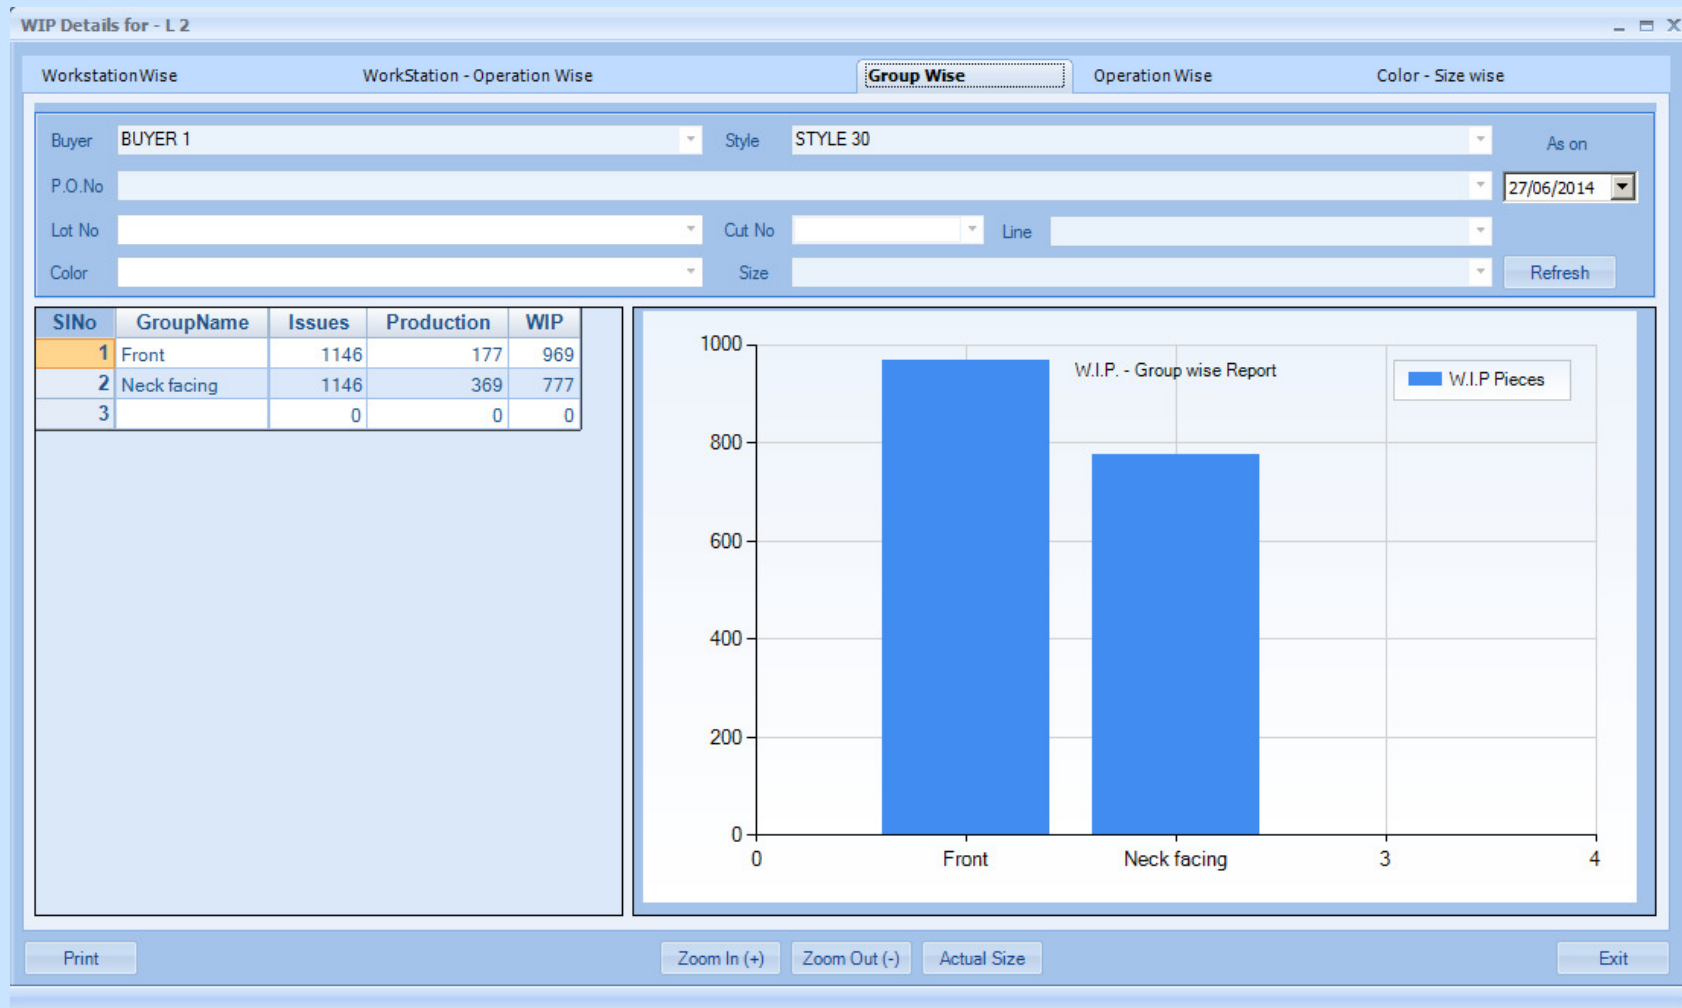 WIP Details for - L 2
WorkstationWise WorkStation - Operation Wise Group Wise Operation Wise Color - Size wise
Buyer BUYER 1 Style STYLE 30 As on
P.O.No 27/06/2014
Lot No Cut No Line
Color Size Refresh
SlNo GroupName Issues Production WIP
1 Front 1146 177 969
2 Neck facing 1146 369 777
3 0 0 0
W.I.P. - Group wise Report
W.I.P Pieces
1000
800
600
400
200
0
0 Front Neck facing 3 4
Print Zoom In (+) Zoom Out (-) Actual Size Exit